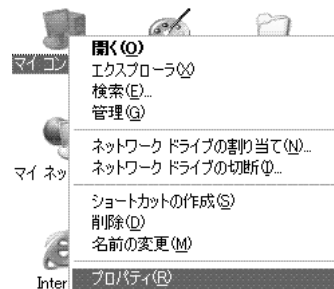 マイ コン
マイ ネッ
Inter
開く(O)
エクスプローラ(X)
検索(E)...
管理(G)
ネットワーク ドライブの割り当て(N)...
ネットワーク ドライブの切断(I)...
ショートカットの作成(S)
削除(D)
名前の変更(M)
プロパティ(R)